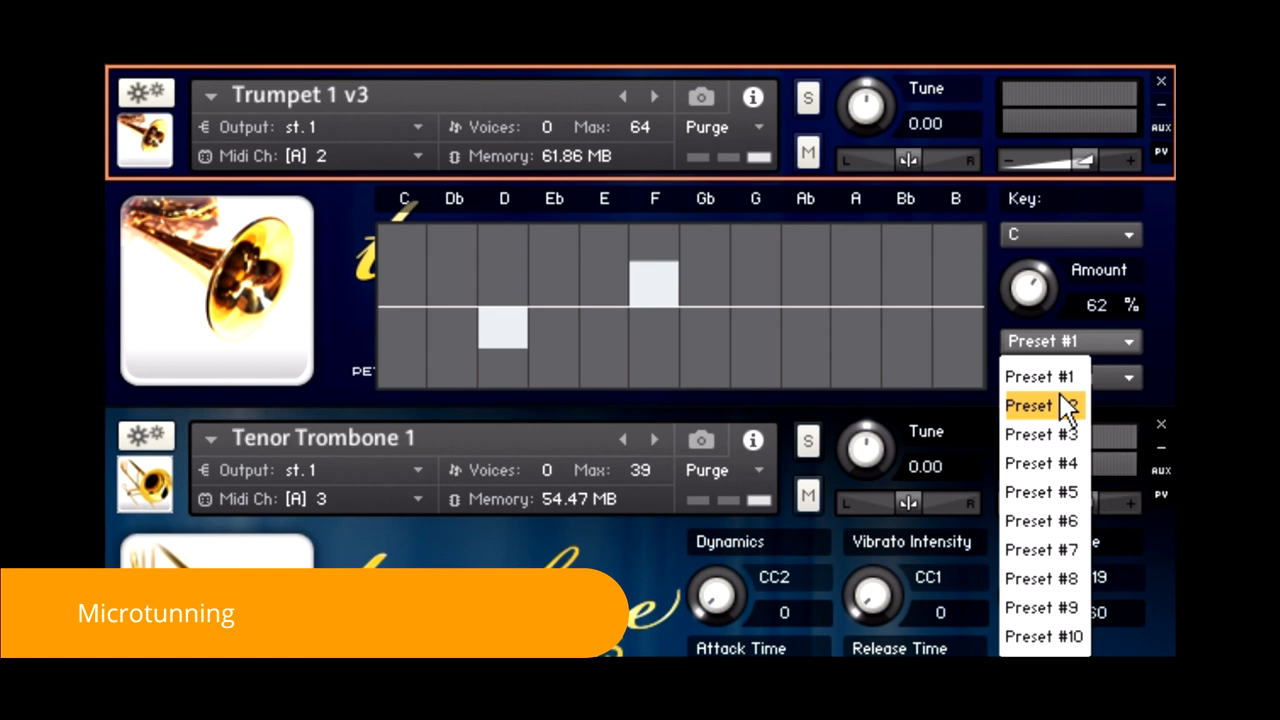 Trumpet 1 v3
Output: st. 1
Voices: 0 Max: 64
Purge
Midi Ch: [A] 2
Memory: 61.86 MB
S
M
Tune
0.00
L R
- +
×
–
AUX
PV
C Db D Eb E F Gb G Ab A Bb B
Key:
C
Amount
62 %
Preset #1
Preset #1
Preset
Preset #3
Preset #4
Preset #5
Preset #6
Preset #7
Preset #8
Preset #9
Preset #10
Tenor Trombone 1
Output: st. 1
Voices: 0 Max: 39
Purge
Midi Ch: [A] 3
Memory: 54.47 MB
S
M
Tune
0.00
L R
+
×
–
AUX
PV
Dynamics
CC2
0
Vibrato Intensity
CC1
0
Attack Time
Release Time
Microtunning